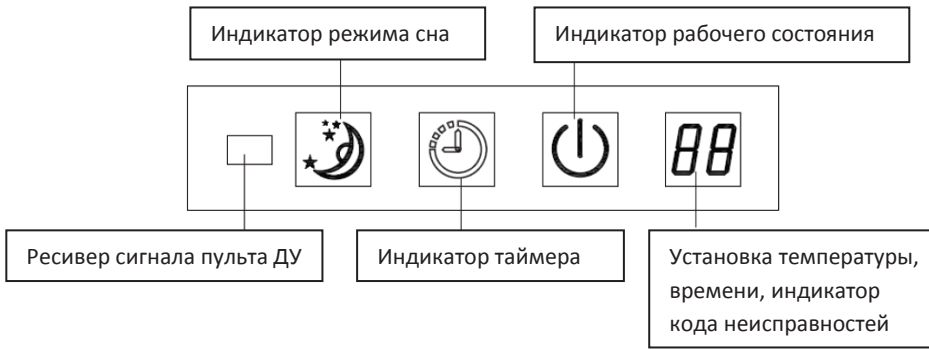 Индикатор режима сна
Индикатор рабочего состояния
88
Ресивер сигнала пульта ДУ
Индикатор таймера
Установка температуры,
времени, индикатор
кода неисправностей